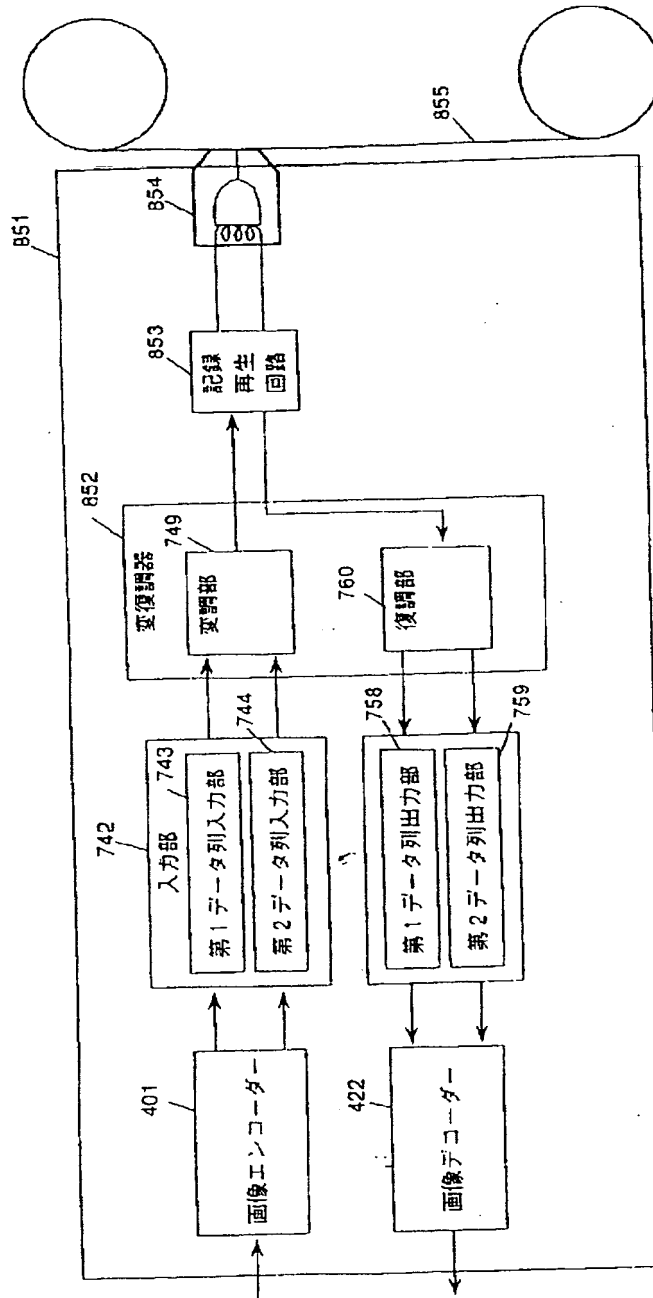 851
401
画像エンコーダー
742
入力部
743
第1データ列入力部
744
第2データ列入力部
852
変復調器
749
変調部
853
記録
再生
回路
854
855
422
画像デコーダー
758
第1データ列出力部
759
第2データ列出力部
760
復調部